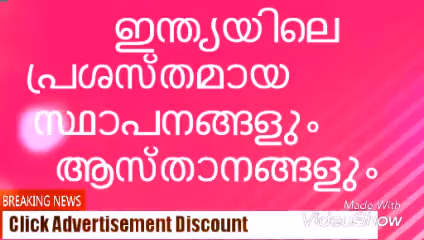 ഇന്ത്യയിലെ
പ്രശസ്തമായ
സ്ഥാപനങ്ങളും
ആസ്താനങ്ങളും
Made With
VideoShow
BREAKING NEWS
Click Advertisement Discount